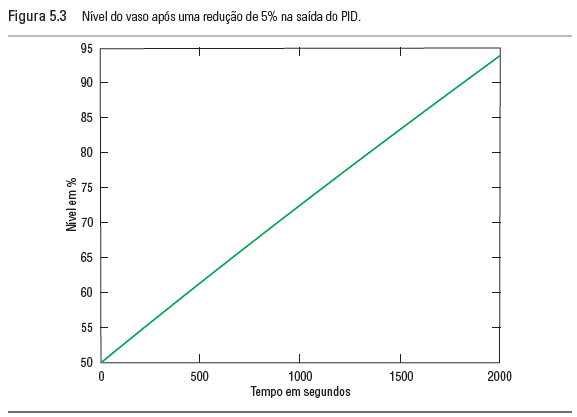 Figura 5.3 Nível do vaso após uma redução de 5% na saída do PID.
95
90
85
80
75
70
65
60
55
50
Nível em %
0 500 1000 1500 2000
Tempo em segundos